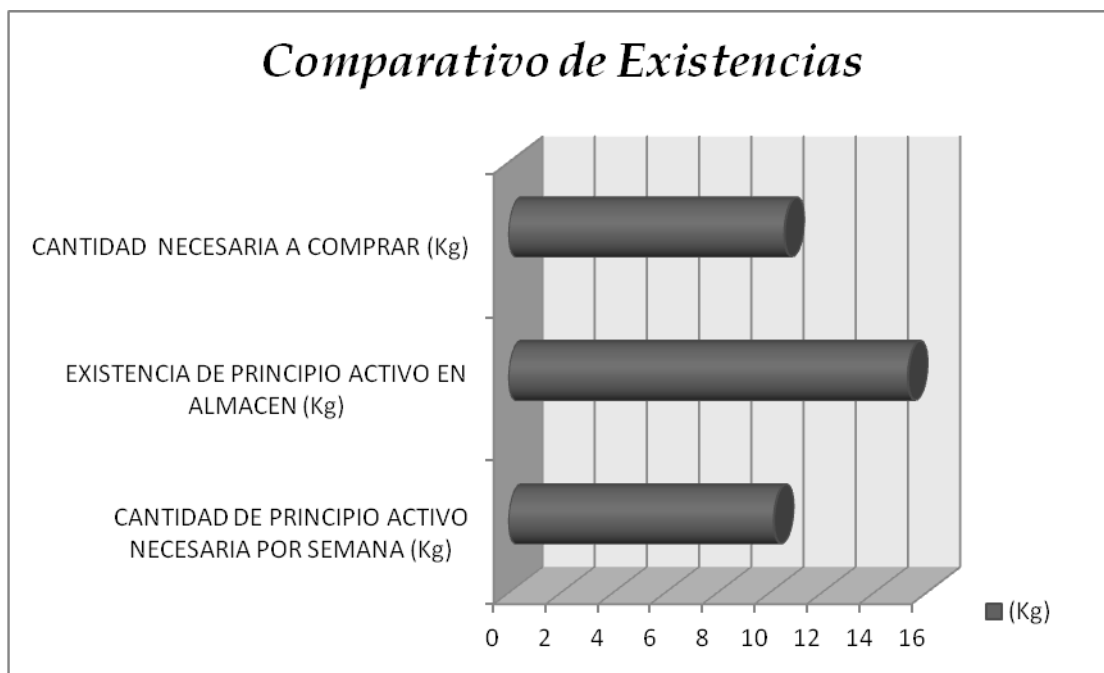 Comparativo de Existencias
CANTIDAD NECESARIA A COMPRAR (Kg)
EXISTENCIA DE PRINCIPIO ACTIVO EN
ALMACEN (Kg)
CANTIDAD DE PRINCIPIO ACTIVO
NECESARIA POR SEMANA (Kg)
0 2 4 6 8 10 12 14 16
(Kg)